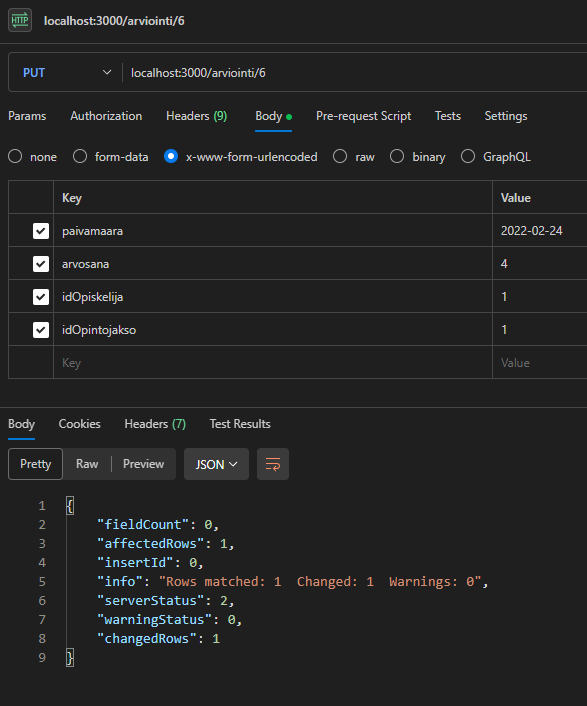 HTTP localhost:3000/arviointi/6
PUT localhost:3000/arviointi/6
Params Authorization Headers (9) Body Pre-request Script Tests Settings
none form-data x-www-form-urlencoded raw binary GraphQL
Key Value
paivamaara 2022-02-24
arvosana 4
idOpiskelija 1
idOpintojakso 1
Key Value
Body Cookies Headers (7) Test Results
Pretty Raw Preview JSON
1 {
2 "fieldCount": 0,
3 "affectedRows": 1,
4 "insertId": 0,
5 "info": "Rows matched: 1  Changed: 1  Warnings: 0",
6 "serverStatus": 2,
7 "warningStatus": 0,
8 "changedRows": 1
9 }